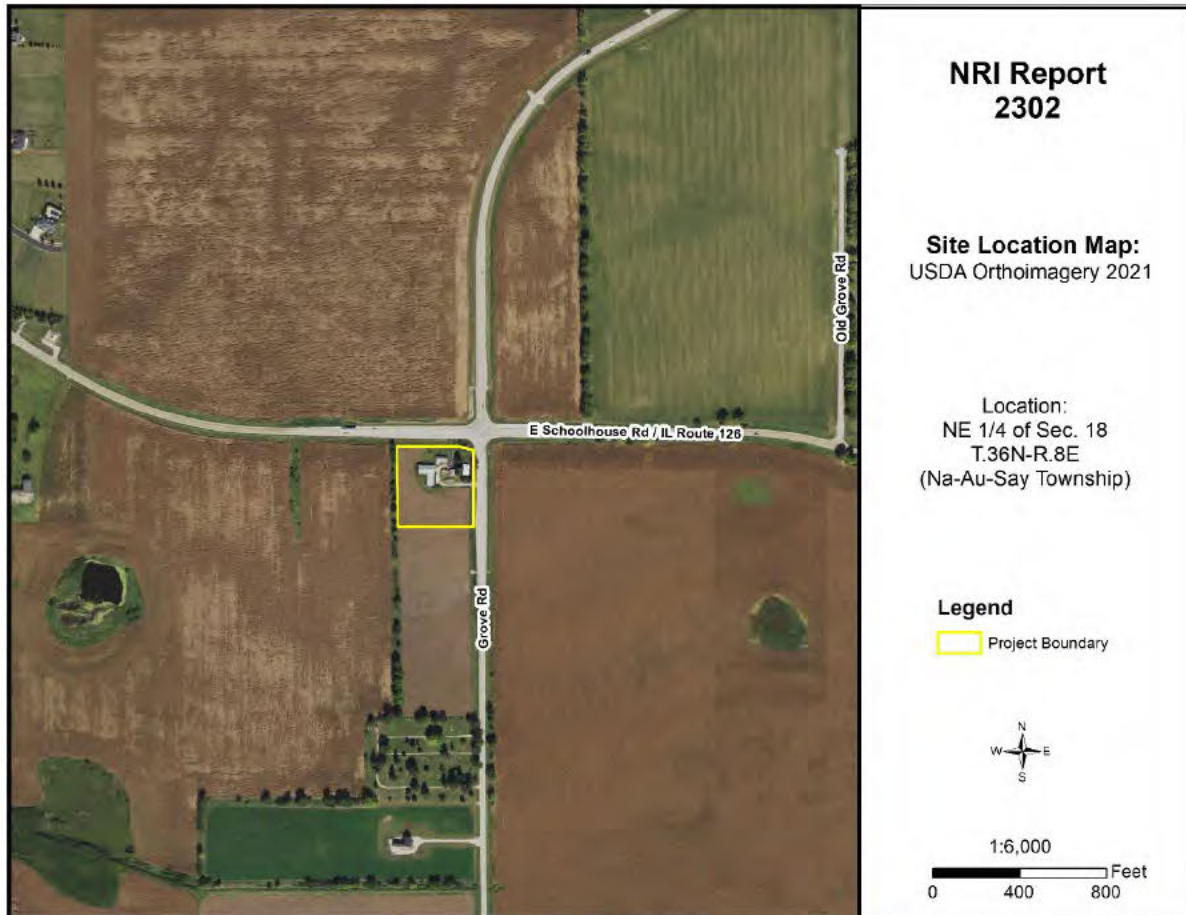 NRI Report
2302
Site Location Map:
USDA Orthoimagery 2021
Location:
NE 1/4 of Sec. 18
T.36N-R.8E
(Na-Au-Say Township)
Legend
Project Boundary
N
W E
S
1:6,000
Feet
0 400 800
Old Grove Rd
E Schoolhouse Rd / IL Route 126
Grove Rd